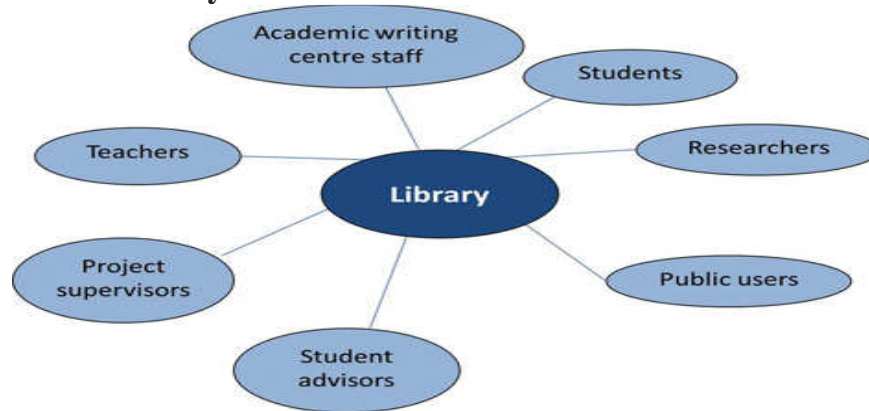 Academic writing
centre staff
Students
Teachers
Researchers
Library
Project
supervisors
Public users
Student
advisors